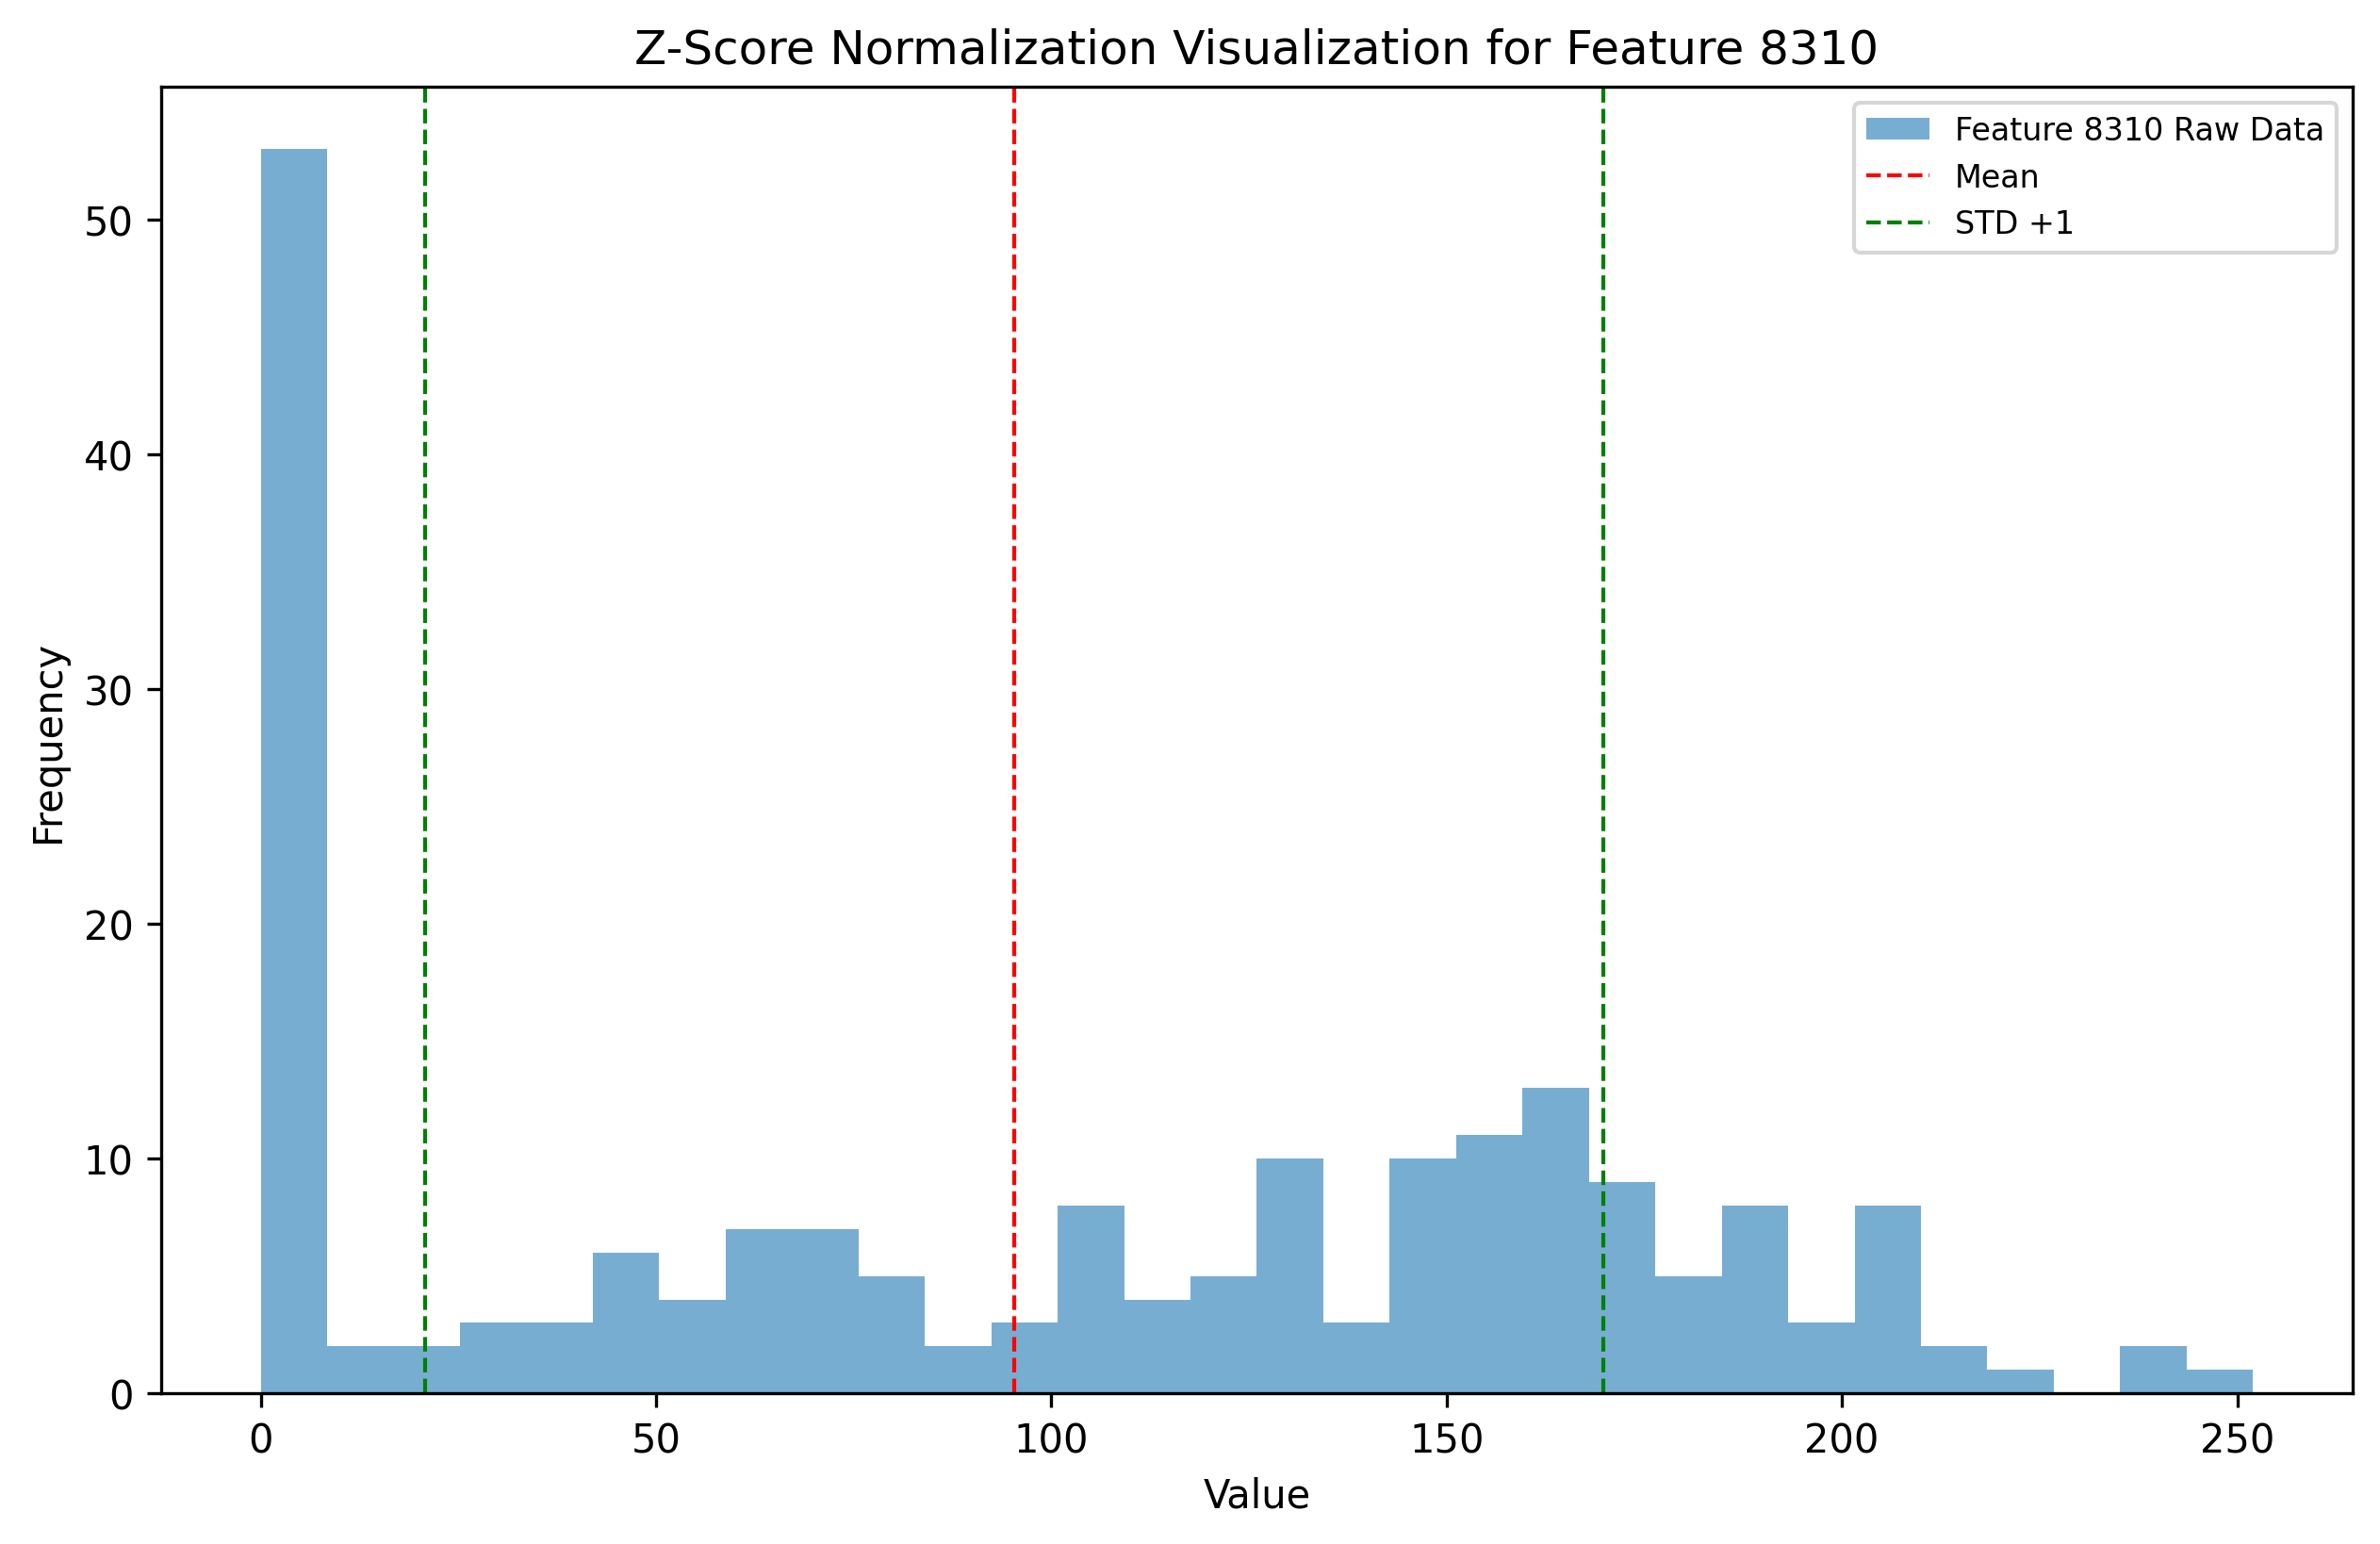 Z-Score Normalization Visualization for Feature 8310
Feature 8310 Raw Data
Mean
STD +1
Frequency
50
40
30
20
10
0
0 50 100 150 200 250
Value